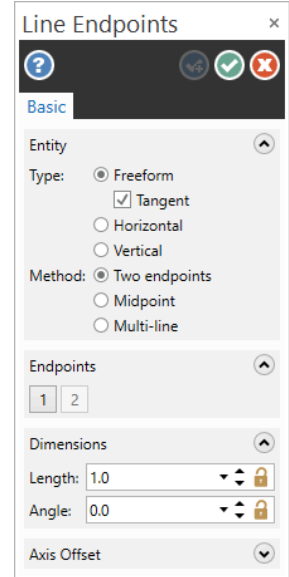 Line Endpoints ×
?
Basic
Entity
Type: Freeform
Tangent
Horizontal
Vertical
Method: Two endpoints
Midpoint
Multi-line
Endpoints
1 2
Dimensions
Length: 1.0
Angle: 0.0
Axis Offset